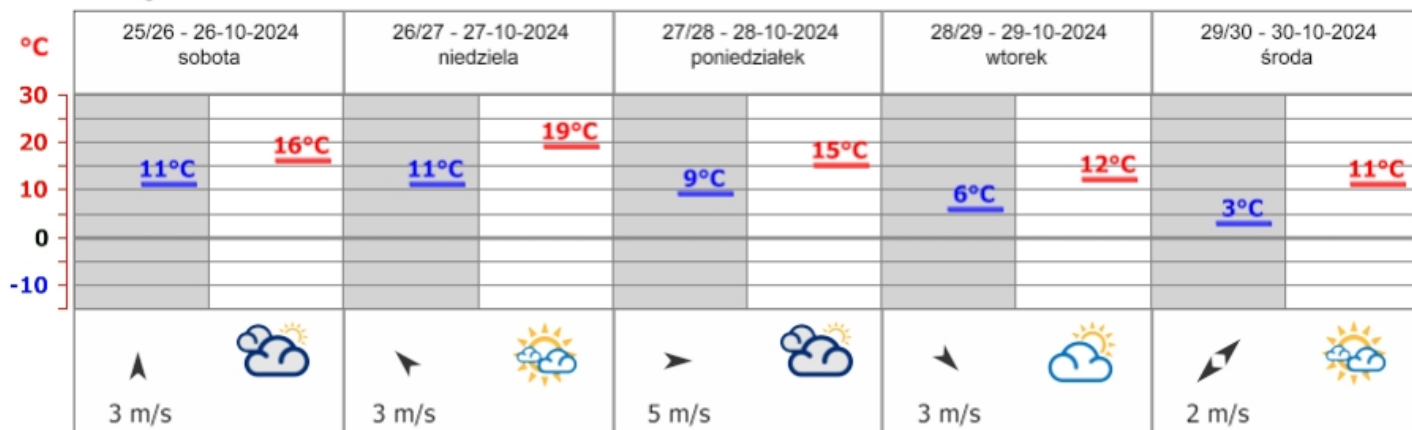 °C
25/26 - 26-10-2024
sobota
26/27 - 27-10-2024
niedziela
27/28 - 28-10-2024
poniedziałek
28/29 - 29-10-2024
wtorek
29/30 - 30-10-2024
środa
30
20
10
0
-10
11°C
16°C
11°C
19°C
9°C
15°C
6°C
12°C
3°C
11°C
3 m/s
3 m/s
5 m/s
3 m/s
2 m/s